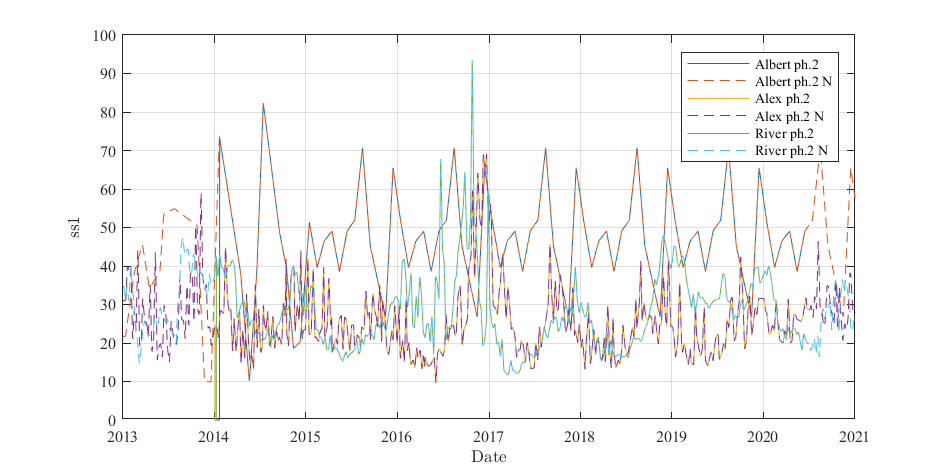 100
90
80
70
60
50
40
30
20
10
0
ss1
Albert ph.2
Albert ph.2 N
Alex ph.2
Alex ph.2 N
River ph.2
River ph.2 N
2013 2014 2015 2016 2017 2018 2019 2020 2021
Date